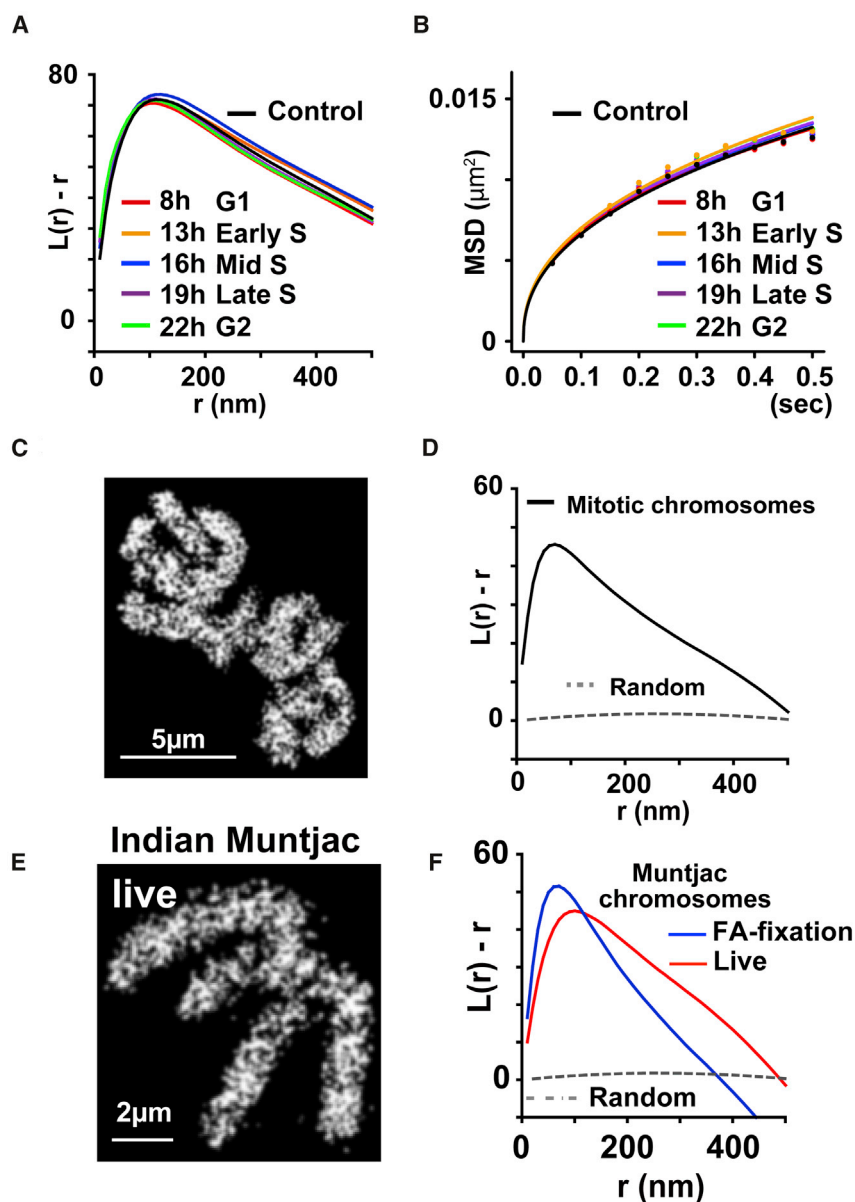 A
80
L(r) - r
0
Control
8h G1
13h Early S
16h Mid S
19h Late S
22h G2
0 200 400
r (nm)
B
0.015
MSD (μm²)
0
Control
8h G1
13h Early S
16h Mid S
19h Late S
22h G2
0.0 0.1 0.2 0.3 0.4 0.5
(sec)
C
5μm
D
60
L(r) - r
0
Mitotic chromosomes
Random
0 200 400
r (nm)
E
Indian Muntjac
live
2μm
F
60
L(r) - r
0
Muntjac
chromosomes
FA-fixation
Live
Random
0 200 400
r (nm)